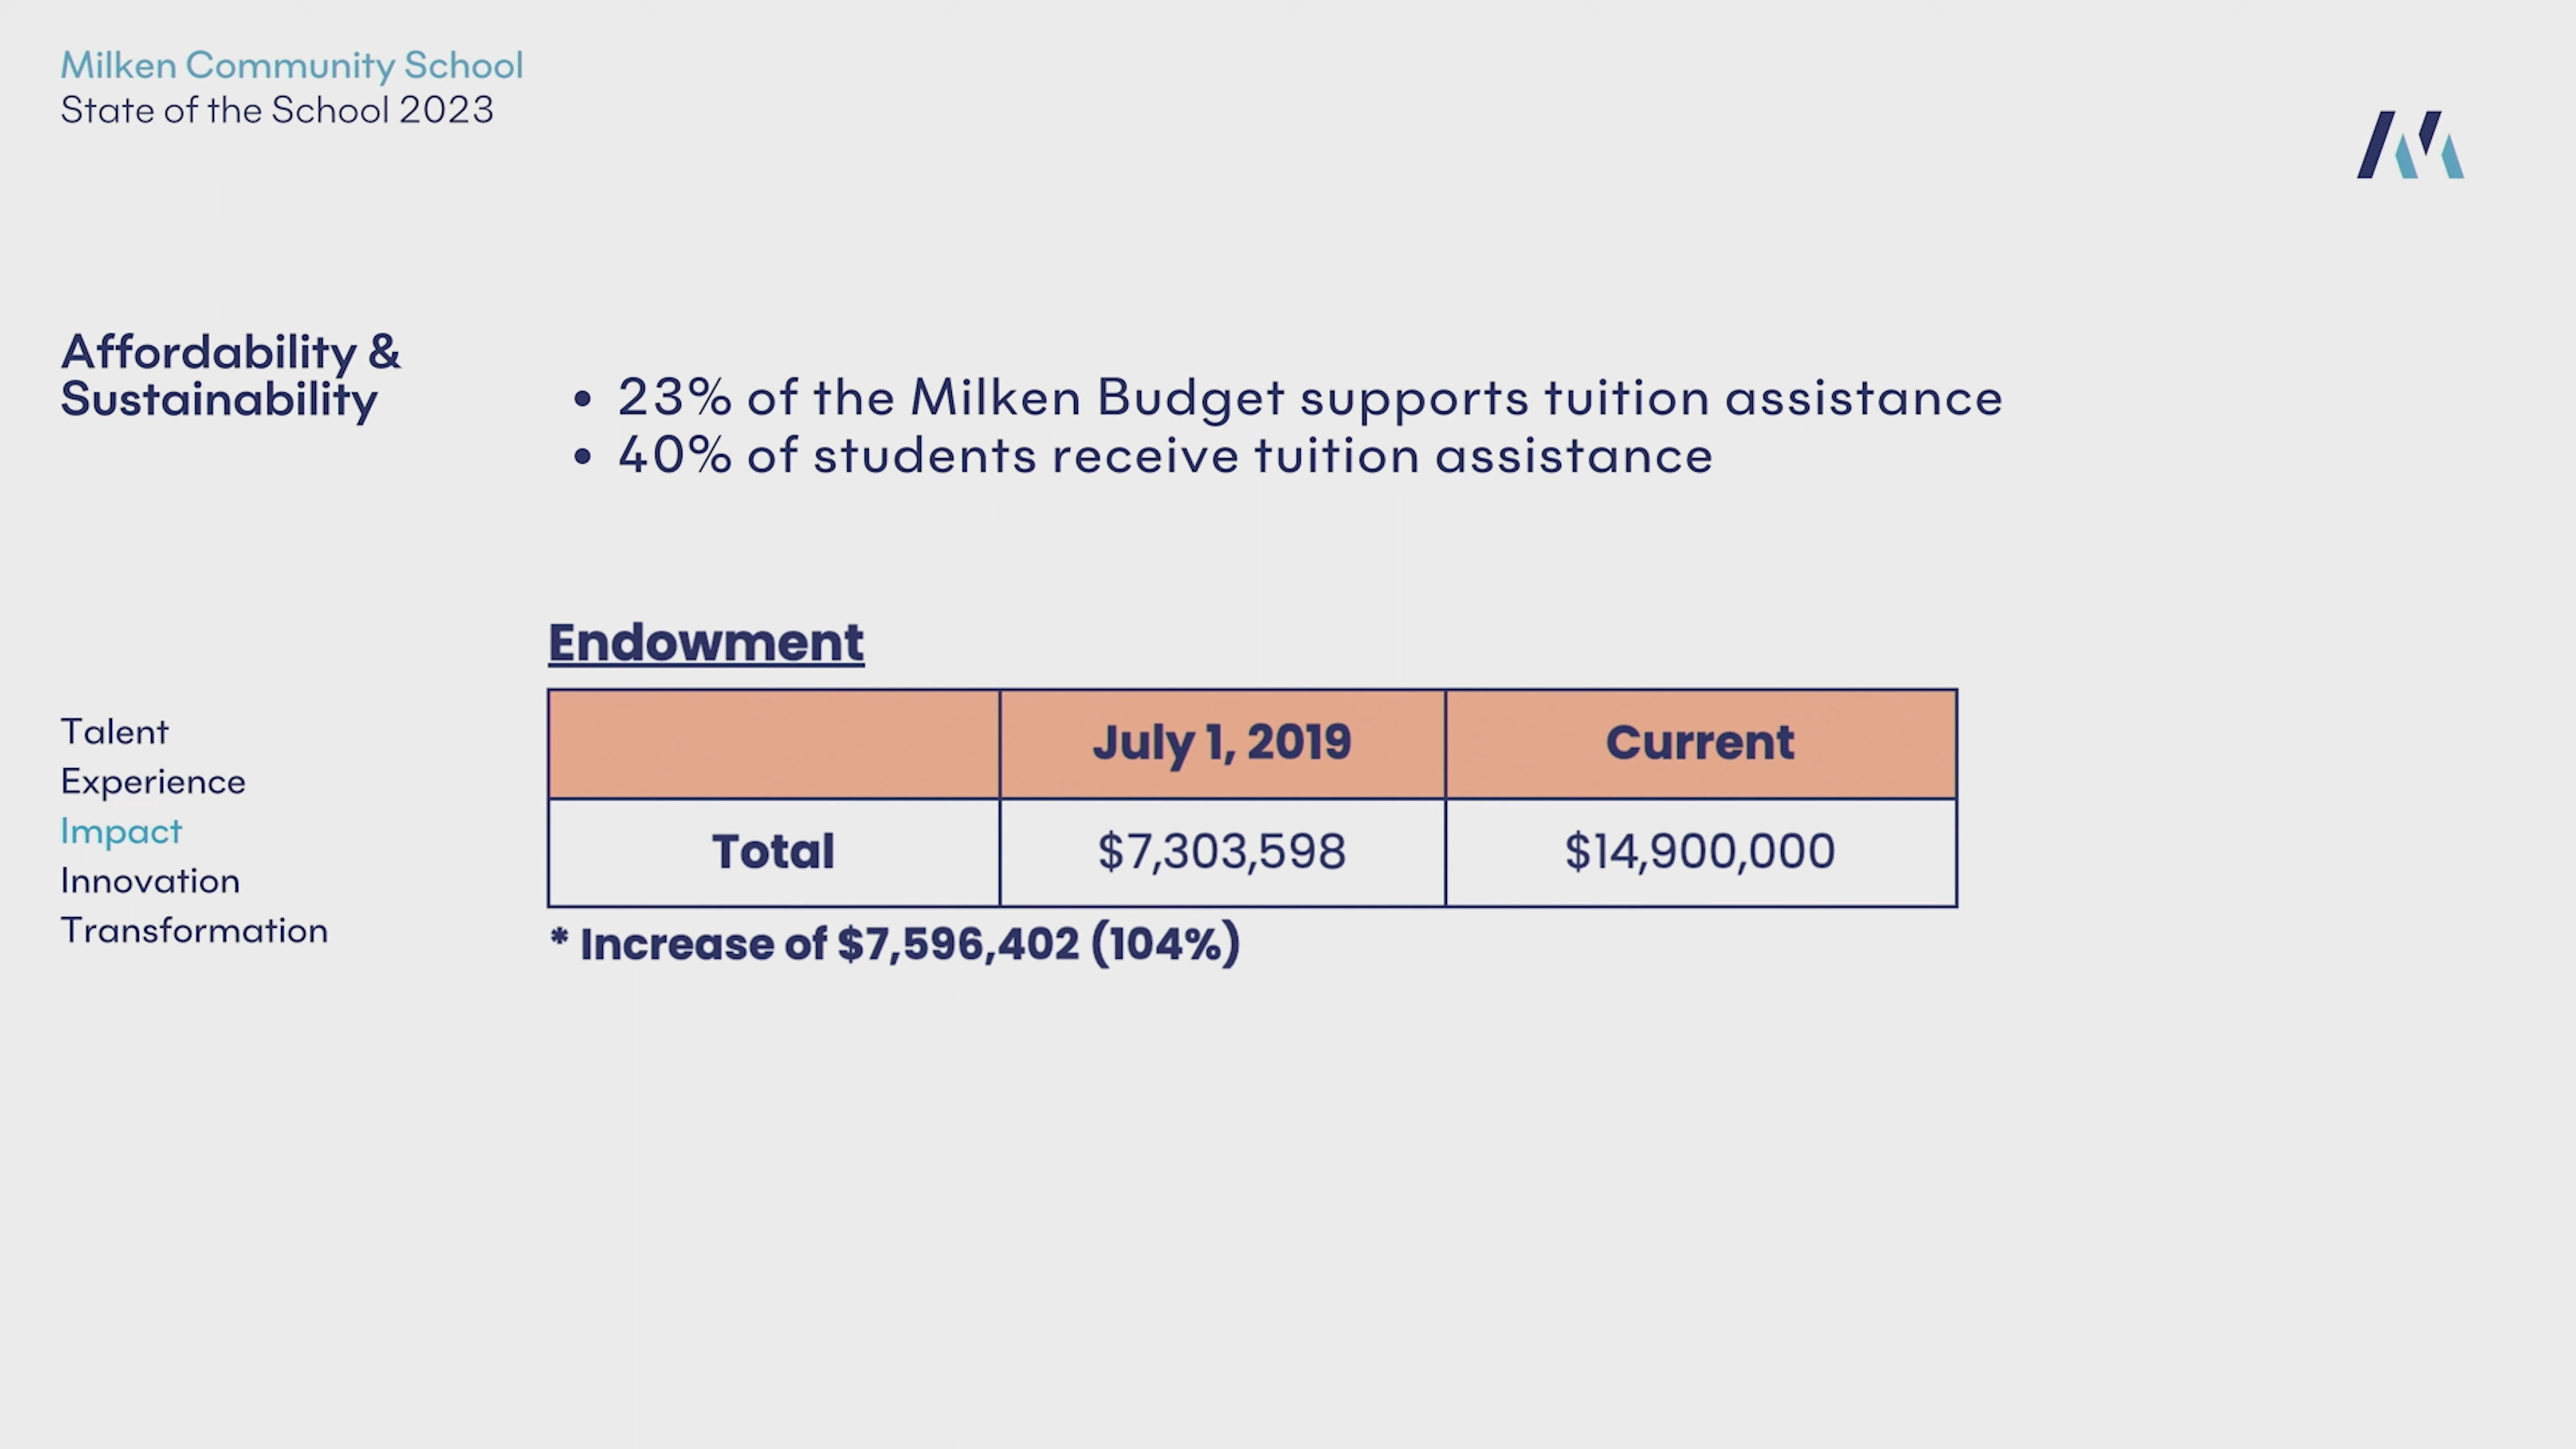 Milken Community School
State of the School 2023
Affordability &
Sustainability
• 23% of the Milken Budget supports tuition assistance
• 40% of students receive tuition assistance
Talent
Experience
Impact
Innovation
Transformation
Endowment
July 1, 2019 Current
Total $7,303,598 $14,900,000
* Increase of $7,596,402 (104%)